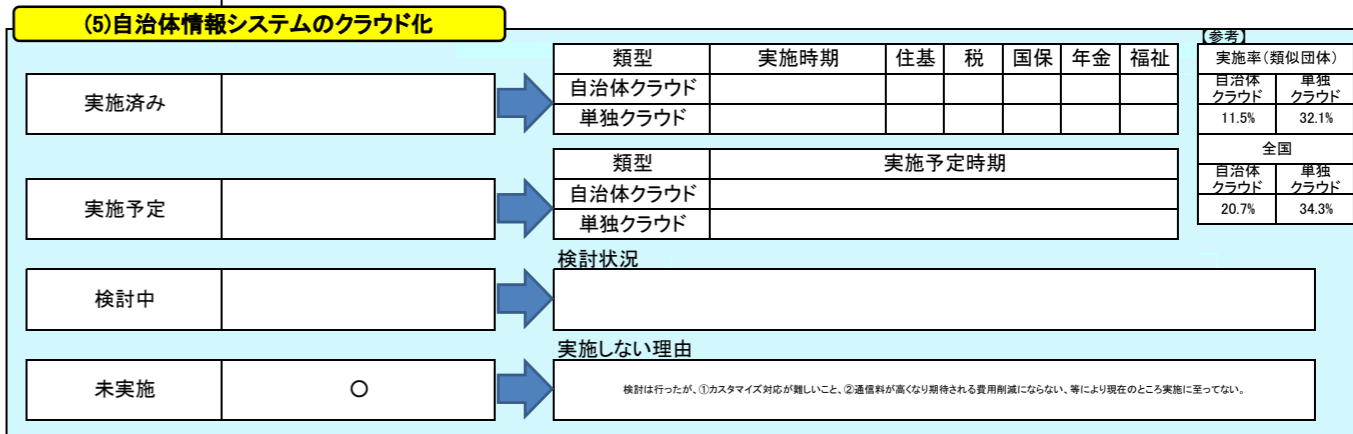 (5)自治体情報システムのクラウド化
実施済み
類型 実施時期 住基 税 国保 年金 福祉
自治体クラウド
単独クラウド
【参考】
実施率(類似団体)
自治体クラウド 単独クラウド
11.5% 32.1%
全国
自治体クラウド 単独クラウド
20.7% 34.3%
実施予定
類型 実施予定時期
自治体クラウド
単独クラウド
検討中
検討状況
未実施 〇
実施しない理由
検討は行ったが、①カスタマイズ対応が難しいこと、②通信料が高くなり期待される費用削減にならない、等により現在のところ実施に至ってない。